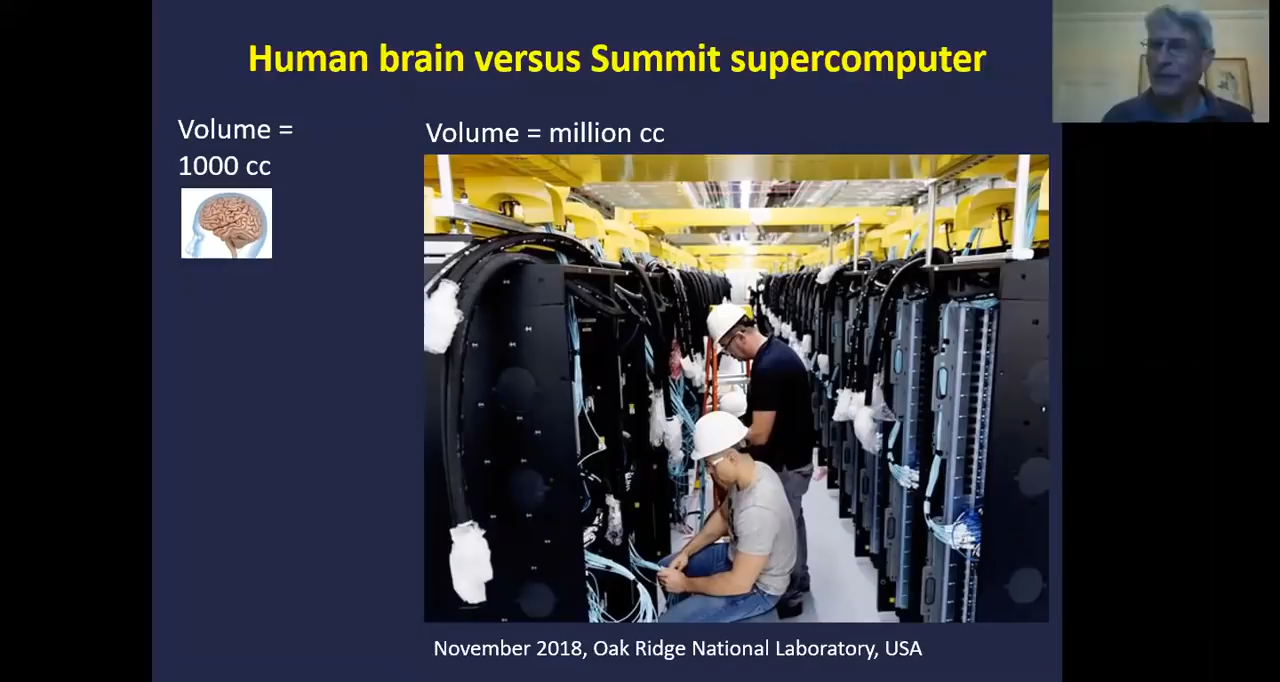 Human brain versus Summit supercomputer
Volume =
1000 cc
Volume = million cc
November 2018, Oak Ridge National Laboratory, USA